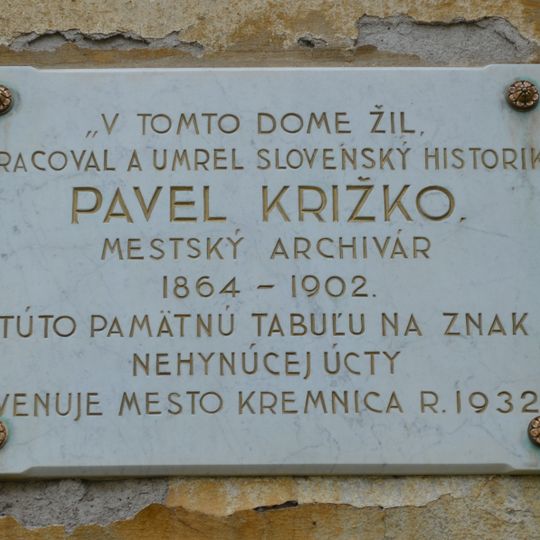 „V TOMTO DOME ŽIL,
RACOVAL A UMREL SLOVENSKÝ HISTORIK
PAVEL KRIŽKO,
MESTSKÝ ARCHIVÁR
1864 – 1902.
TÚTO PAMÄTNÚ TABUĽU NA ZNAK
NEHYNÚCEJ ÚCTY
VENUJE MESTO KREMNICA R. 1932